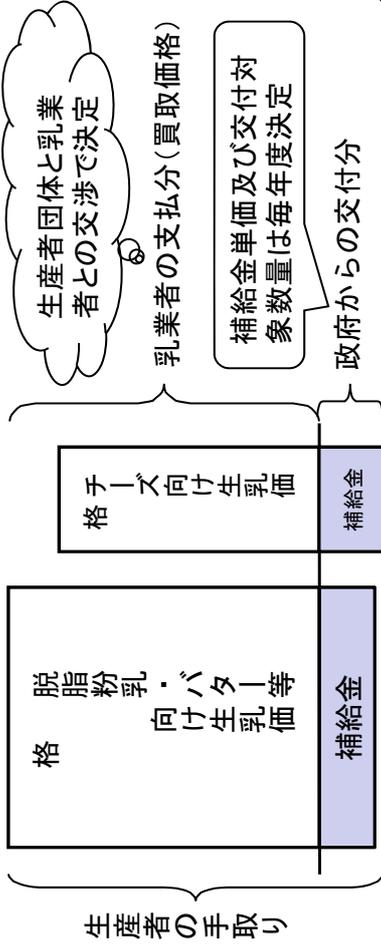 生産者団体と乳業
者との交渉で決定
乳業者の支払分（買取価格）
補給金単価及び交付対
象数量は毎年度決定
政府からの交付分
チーズ向け生乳価
格
補給金
脱脂粉乳・バター等
向け生乳価
格
補給金
生産者の手取り